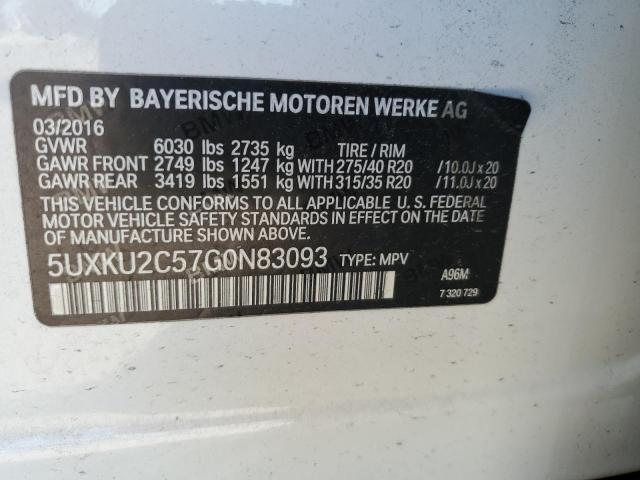 MFD BY BAYERISCHE MOTOREN WERKE AG
03/2016
GVWR 6030 lbs 2735 kg TIRE / RIM
GAWR FRONT 2749 lbs 1247 kg WITH 275/40 R20 /10.0J x 20
GAWR REAR 3419 lbs 1551 kg WITH 315/35 R20 /11.0J x 20
THIS VEHICLE CONFORMS TO ALL APPLICABLE U. S. FEDERAL
MOTOR VEHICLE SAFETY STANDARDS IN EFFECT ON THE DATE
OF MANUFACTURE SHOWN ABOVE.
5UXKU2C57G0N83093 TYPE: MPV
A96M
7 320 729